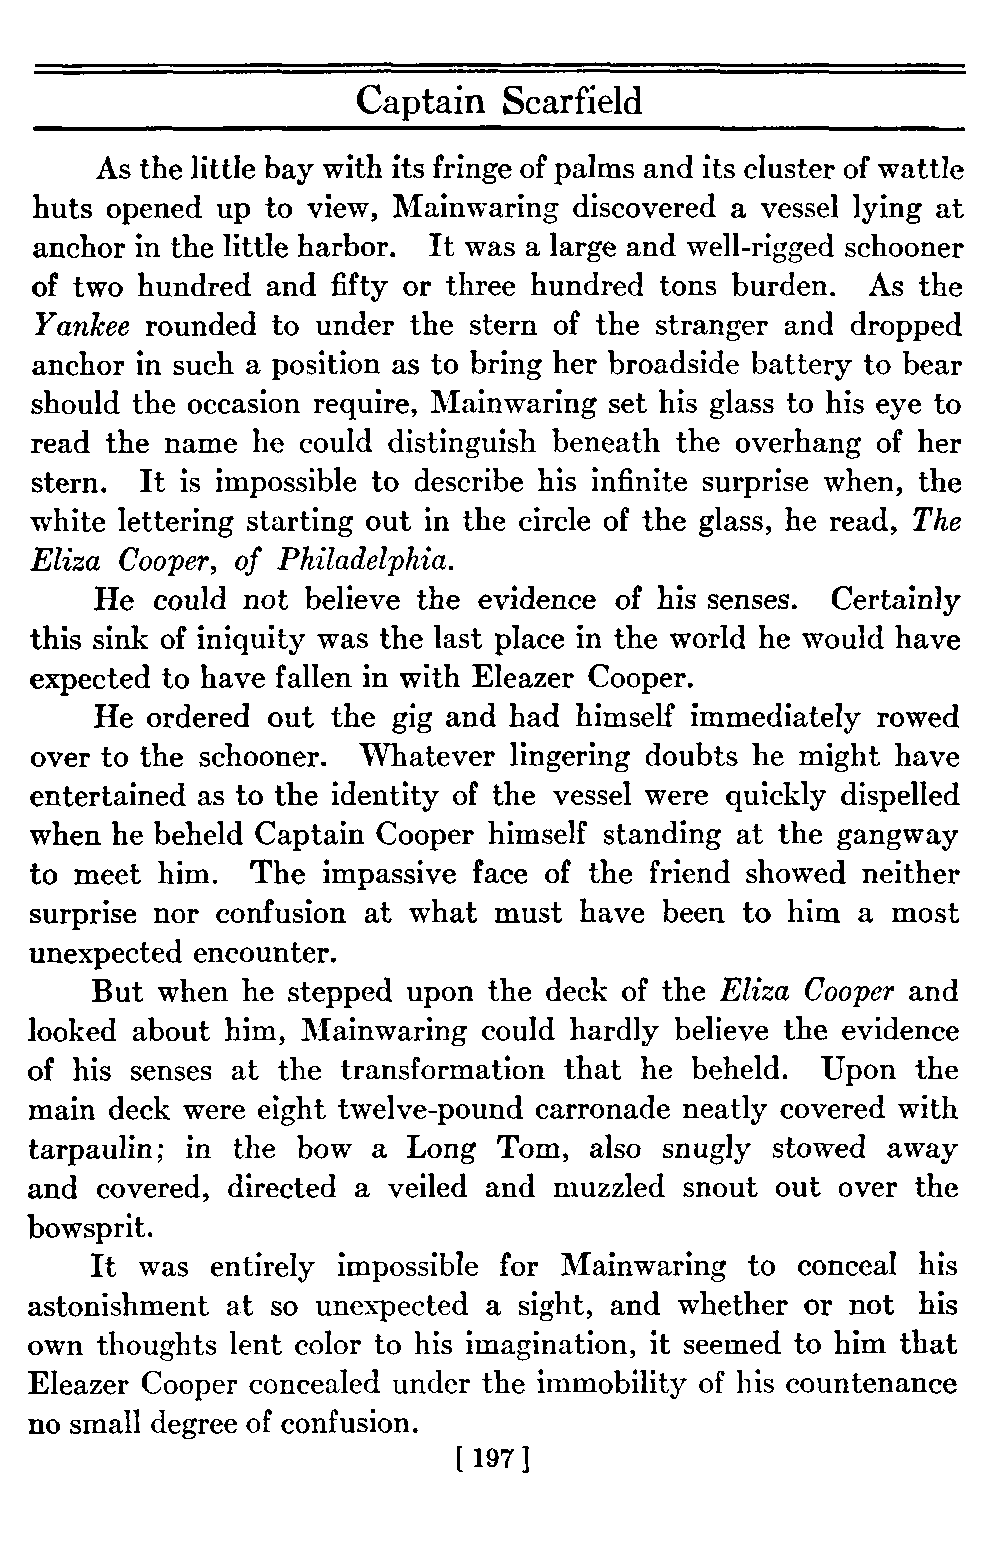 Captain Scarfield
As the little bay with its fringe of palms and its cluster of wattle
huts opened up to view, Mainwaring discovered a vessel lying at
anchor in the little harbor. It was a large and well-rigged schooner
of two hundred and fifty or three hundred tons burden. As the
Yankee rounded to under the stern of the stranger and dropped
anchor in such a position as to bring her broadside battery to bear
should the occasion require, Mainwaring set his glass to his eye to
read the name he could distinguish beneath the overhang of her
stern. It is impossible to describe his infinite surprise when, the
white lettering starting out in the circle of the glass, he read, The
Eliza Cooper, of Philadelphia.
He could not believe the evidence of his senses. Certainly
this sink of iniquity was the last place in the world he would have
expected to have fallen in with Eleazer Cooper.
He ordered out the gig and had himself immediately rowed
over to the schooner. Whatever lingering doubts he might have
entertained as to the identity of the vessel were quickly dispelled
when he beheld Captain Cooper himself standing at the gangway
to meet him. The impassive face of the friend showed neither
surprise nor confusion at what must have been to him a most
unexpected encounter.
But when he stepped upon the deck of the Eliza Cooper and
looked about him, Mainwaring could hardly believe the evidence
of his senses at the transformation that he beheld. Upon the
main deck were eight twelve-pound carronade neatly covered with
tarpaulin; in the bow a Long Tom, also snugly stowed away
and covered, directed a veiled and muzzled snout out over the
bowsprit.
It was entirely impossible for Mainwaring to conceal his
astonishment at so unexpected a sight, and whether or not his
own thoughts lent color to his imagination, it seemed to him that
Eleazer Cooper concealed under the immobility of his countenance
no small degree of confusion.
[ 197 ]